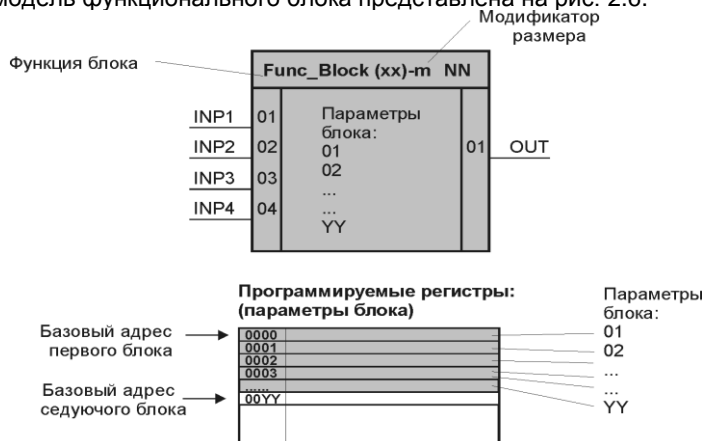 модель функционального блока представлена на рис. 2.6.
Модификатор
размера
Функция блока
Func_Block (xx)-m NN
INP1 01
INP2 02
INP3 03
INP4 04
Параметры
блока:
01
02
...
...
YY
01 OUT
Программируемые регистры:
(параметры блока)
Параметры
блока:
01
02
...
...
YY
Базовый адрес
первого блока
0000
0001
0002
0003
......
00YY
Базовый адрес
седуючого блока